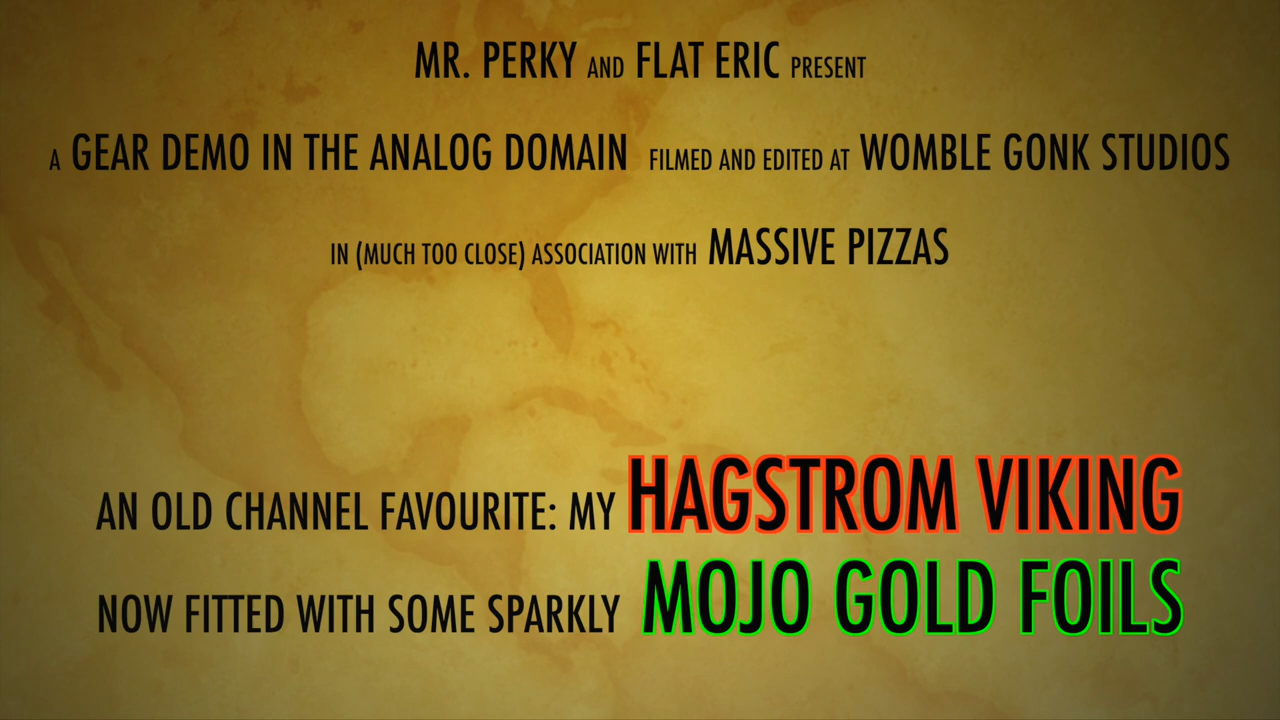 MR. PERKY AND FLAT ERIC PRESENT
A GEAR DEMO IN THE ANALOG DOMAIN FILMED AND EDITED AT WOMBLE GONK STUDIOS
IN (MUCH TOO CLOSE) ASSOCIATION WITH MASSIVE PIZZAS
AN OLD CHANNEL FAVOURITE: MY HAGSTROM VIKING
NOW FITTED WITH SOME SPARKLY MOJO GOLD FOILS